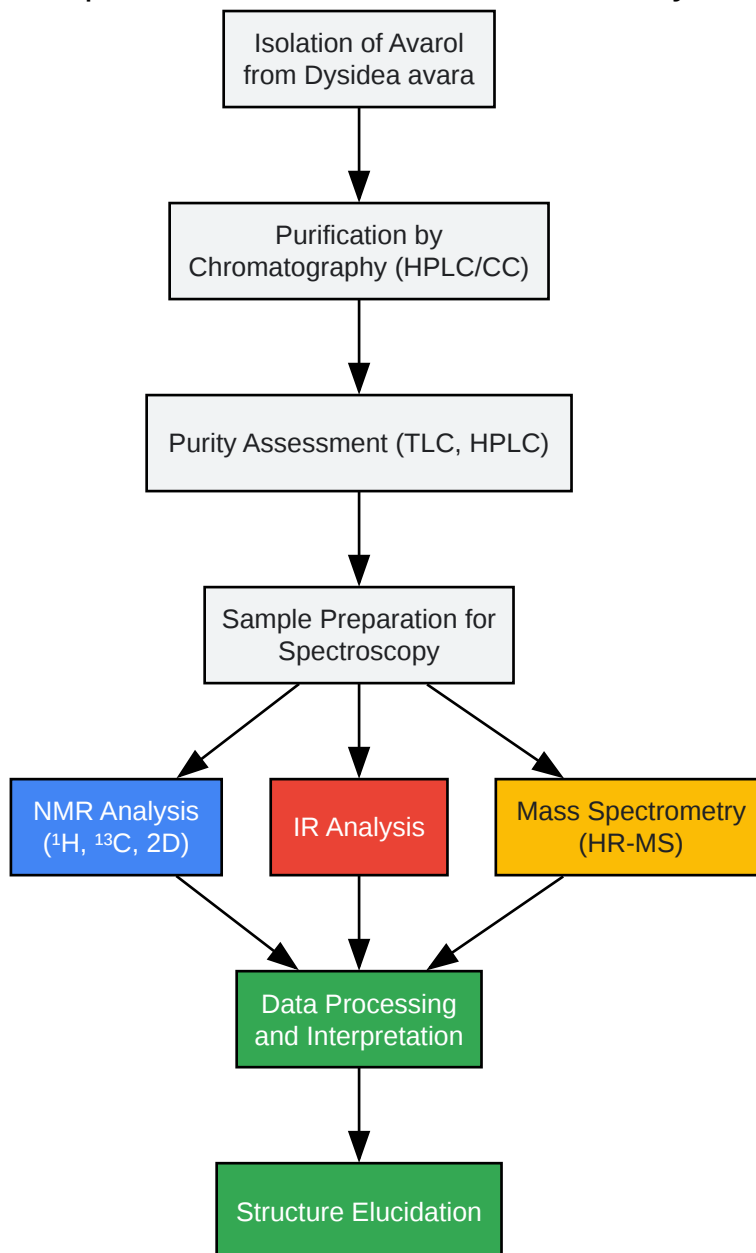 Isolation of Avarol
from Dysidea avara
Purification by
Chromatography (HPLC/CC)
Purity Assessment (TLC, HPLC)
Sample Preparation for
Spectroscopy
NMR Analysis
(¹H, ¹³C, 2D)
IR Analysis
Mass Spectrometry
(HR-MS)
Data Processing
and Interpretation
Structure Elucidation